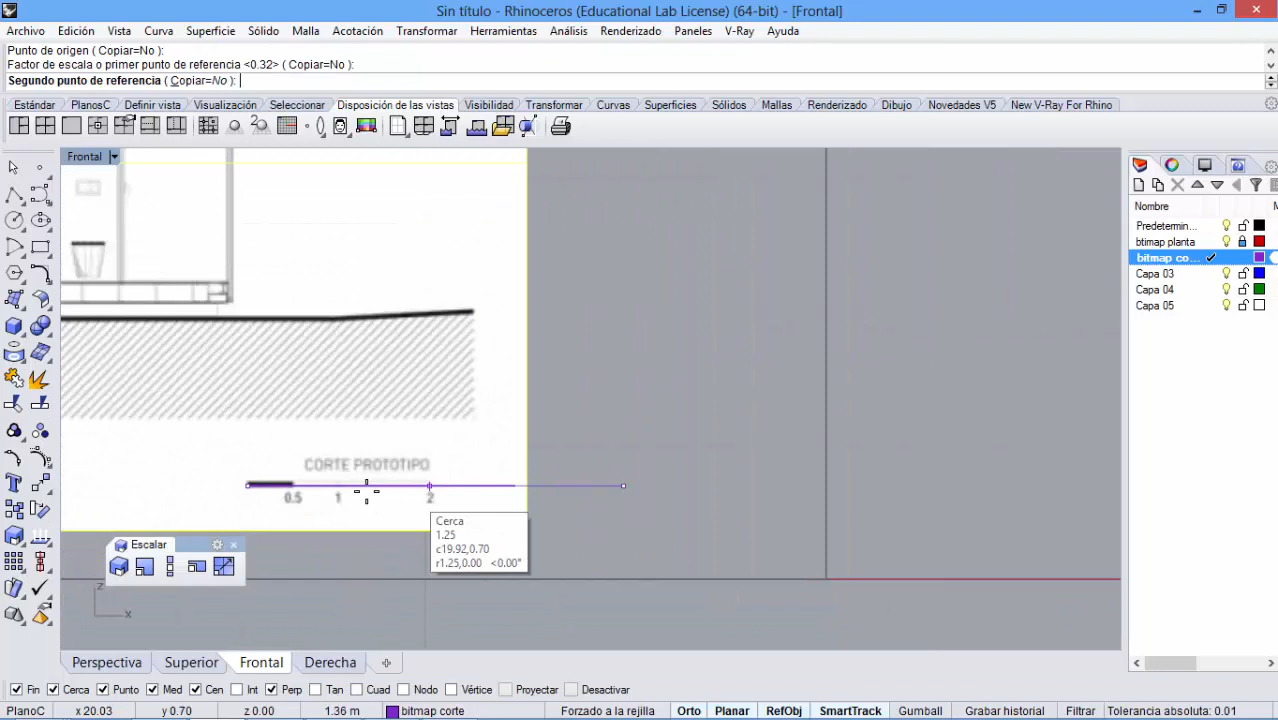 Sin título - Rhinoceros (Educational Lab License) (64-bit) - [Frontal]
Archivo Edición Vista Curva Superficie Sólido Malla Acotación Transformar Herramientas Análisis Renderizado Paneles V-Ray Ayuda
Punto de origen ( Copiar=No ):
Factor de escala o primer punto de referencia <0.32> ( Copiar=No ):
Segundo punto de referencia ( Copiar=No ):
Estándar PlanosC Definir vista Visualización Seleccionar Disposición de las vistas Visibilidad Transformar Curvas Superficies Sólidos Mallas Renderizado Dibujo Novedades V5 New V-Ray For Rhino
Frontal
Nombre
Predetermin...
btimap planta
bitmap co...
Capa 03
Capa 04
Capa 05
CORTE PROTOTIPO
0.5 1 2
Cerca
1.25
c19.92,0.70
r1.25,0.00 <0.00°
Escalar
z
x
Perspectiva Superior Frontal Derecha
Fin Cerca Punto Med Cen Int Perp Tan Cuad Nodo Vértice Proyectar Desactivar
PlanoC x 20.03 y 0.70 z 0.00 1.36 m bitmap corte Forzado a la rejilla Orto Planar RefObj SmartTrack Gumball Grabar historial Filtrar Tolerancia absoluta: 0.01